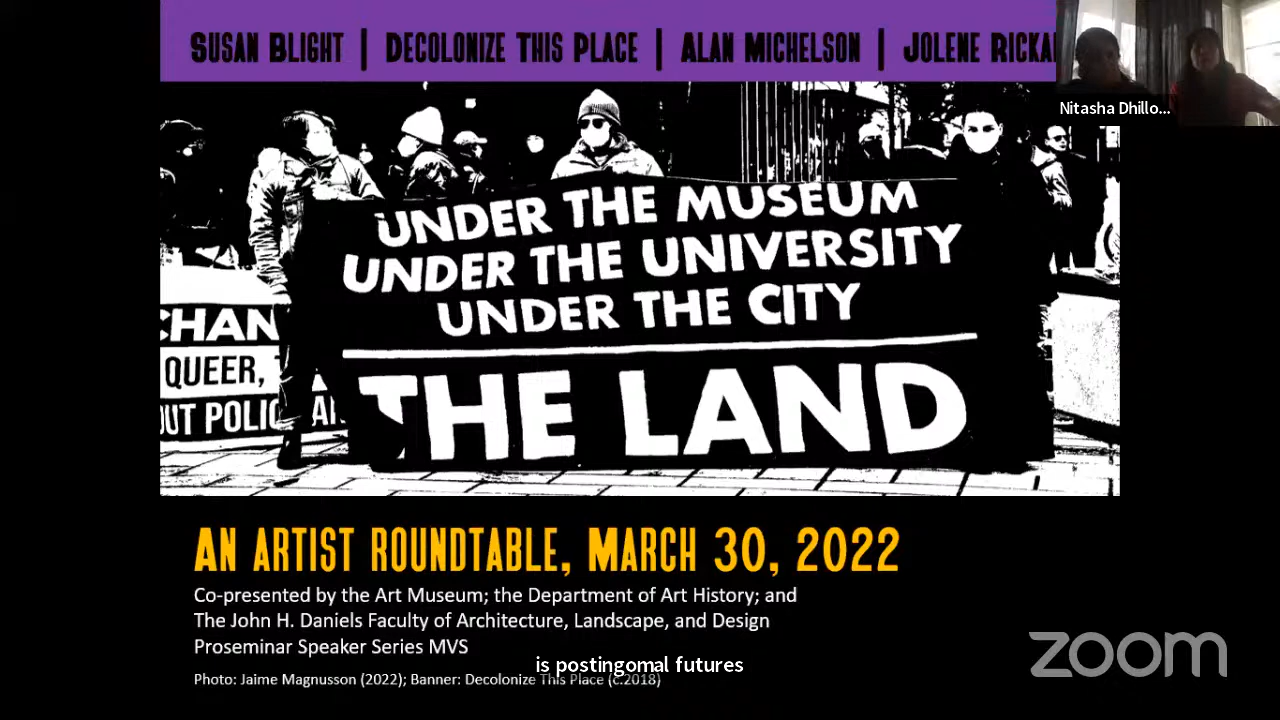 SUSAN BLIGHT | DECOLONIZE THIS PLACE | ALAN MICHELSON | JOLENE RICKA
Nitasha Dhillo...
UNDER THE MUSEUM
UNDER THE UNIVERSITY
UNDER THE CITY
THE LAND
CHAN
QUEER,
OUT POLIC
AN ARTIST ROUNDTABLE, MARCH 30, 2022
Co-presented by the Art Museum; the Department of Art History; and
The John H. Daniels Faculty of Architecture, Landscape, and Design
Proseminar Speaker Series MVS
is postingomal futures
Photo: Jaime Magnusson (2022); Banner: Decolonize This Place (c.2018)
zoom